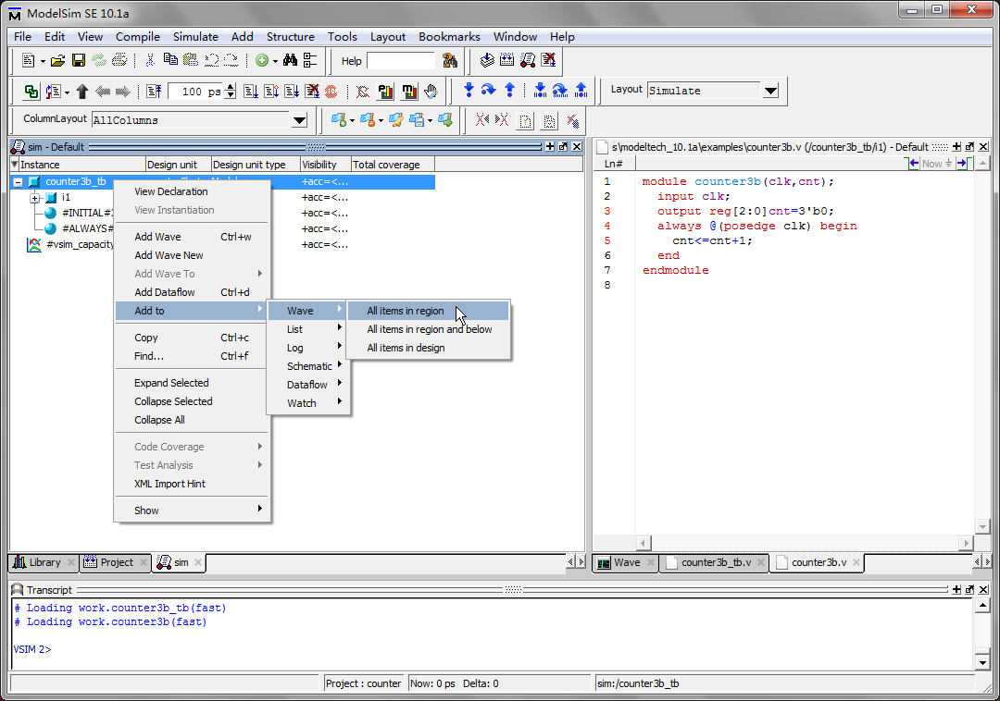 ModelSim SE 10.1a
File Edit View Compile Simulate Add Structure Tools Layout Bookmarks Window Help
Help
100 ps
Layout Simulate
ColumnLayout AllColumns
sim - Default
Instance Design unit Design unit type Visibility Total coverage
counter3b_tb +acc=<...
i1 +acc=<...
#INITIAL# +acc=<...
#ALWAYS# +acc=<...
#vsim_capacity
View Declaration
View Instantiation
Add Wave Ctrl+w
Add Wave New
Add Wave To
Add Dataflow Ctrl+d
Add to
Copy Ctrl+c
Find... Ctrl+f
Expand Selected
Collapse Selected
Collapse All
Code Coverage
Test Analysis
XML Import Hint
Show
Wave
List
Log
Schematic
Dataflow
Watch
All items in region
All items in region and below
All items in design
s\modeltech_10.1a\examples\counter3b.v (/counter3b_tb/i1) - Default
Ln# Now
1 module counter3b(clk,cnt);
2 input clk;
3 output reg[2:0]cnt=3'b0;
4 always @(posedge clk) begin
5 cnt<=cnt+1;
6 end
7 endmodule
8
Library Project sim
Wave counter3b_tb.v counter3b.v
Transcript
# Loading work.counter3b_tb(fast)
# Loading work.counter3b(fast)
VSIM 2>
Project : counter Now: 0 ps Delta: 0 sim:/counter3b_tb